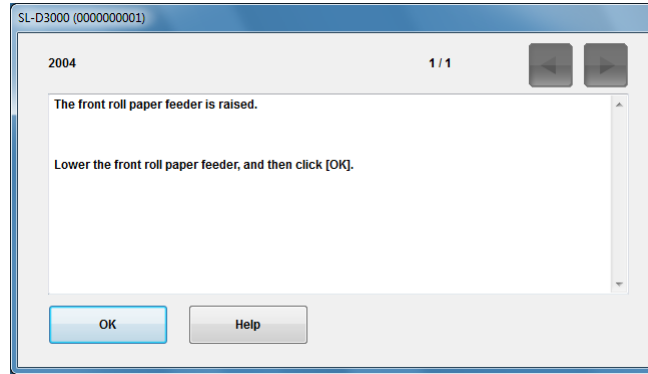 SL-D3000 (0000000001)
2004 1 / 1
The front roll paper feeder is raised.
Lower the front roll paper feeder, and then click [OK].
OK Help